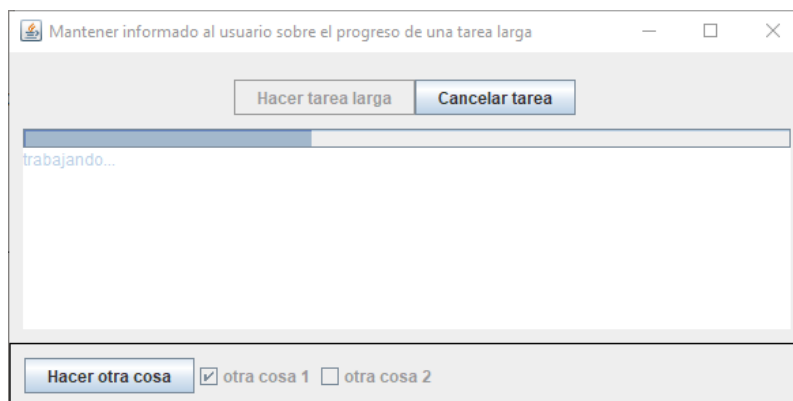 Mantener informado al usuario sobre el progreso de una tarea larga
Hacer tarea larga Cancelar tarea
trabajando...
Hacer otra cosa otra cosa 1 otra cosa 2